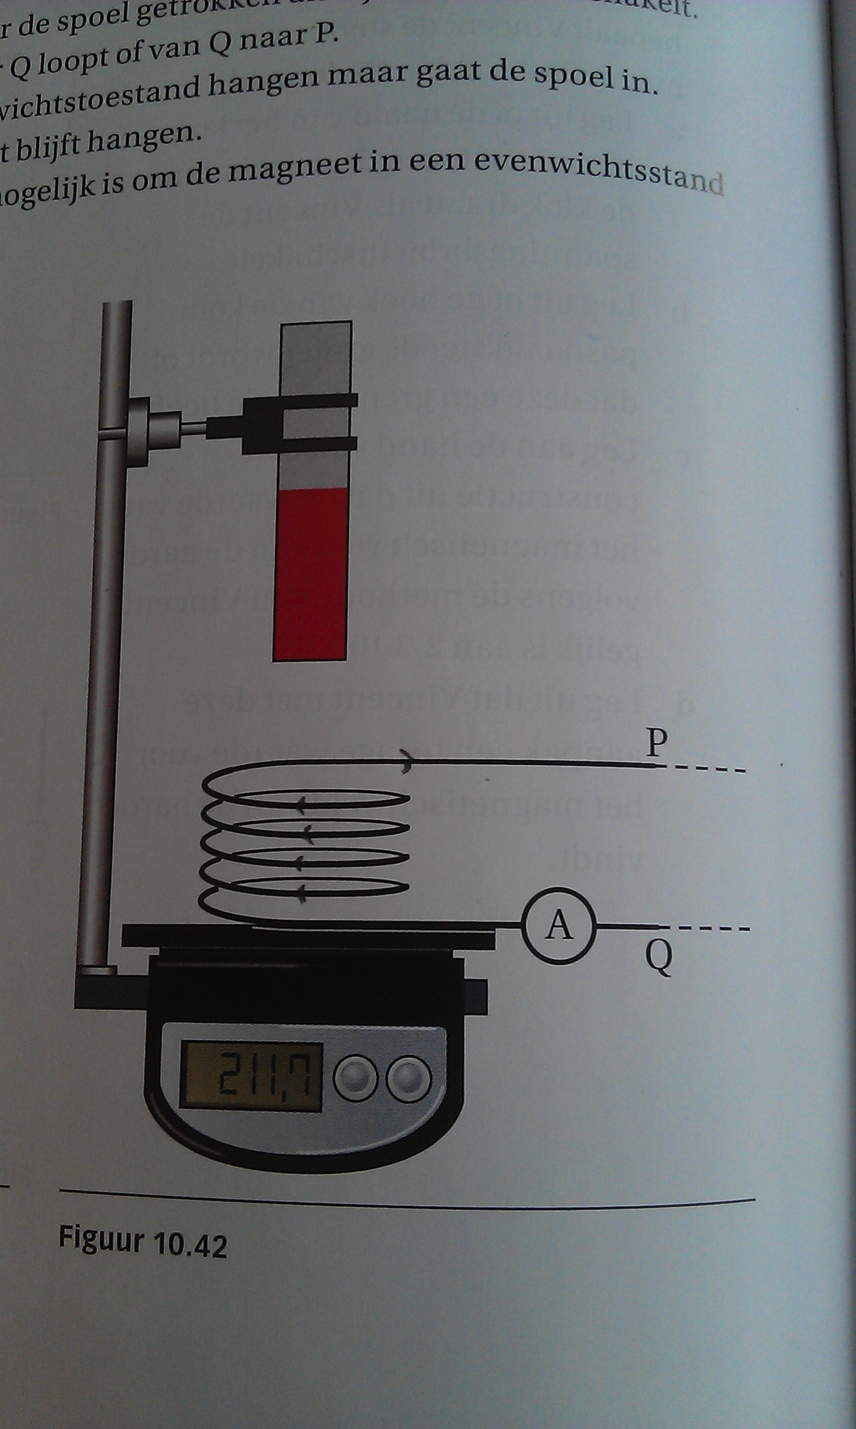 r de spoel getrokken
Q loopt of van Q naar P.
wichtstoestand hangen maar gaat de spoel in.
t blijft hangen.
ogelijk is om de magneet in een evenwichtsstand
P
A
Q
211,7
Figuur 10.42